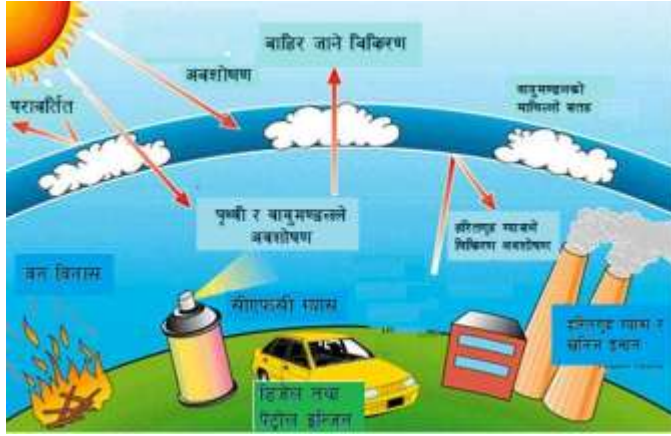 बाहिर जाने विकिरण
अवशोषण
परावर्तित
वायुमण्डलको
माथिल्लो सतह
पृथ्वी र वायुमण्डलले
अवशोषण
हरितगृह ग्यासले
विकिरण अवशोषण
वन विनास
सीएफसी ग्यास
हरितगृह ग्यास र
खनिज इन्धन
डिजेल तथा
पेट्रोल इन्जिन